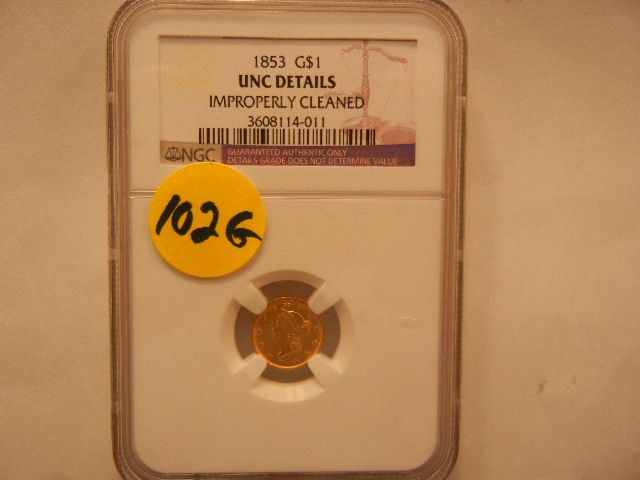 1853 G$1
UNC DETAILS
IMPROPERLY CLEANED
3608114-011
NGC
GUARANTEED AUTHENTIC ONLY
DETAILS GRADE DOES NOT DETERMINE VALUE
102G